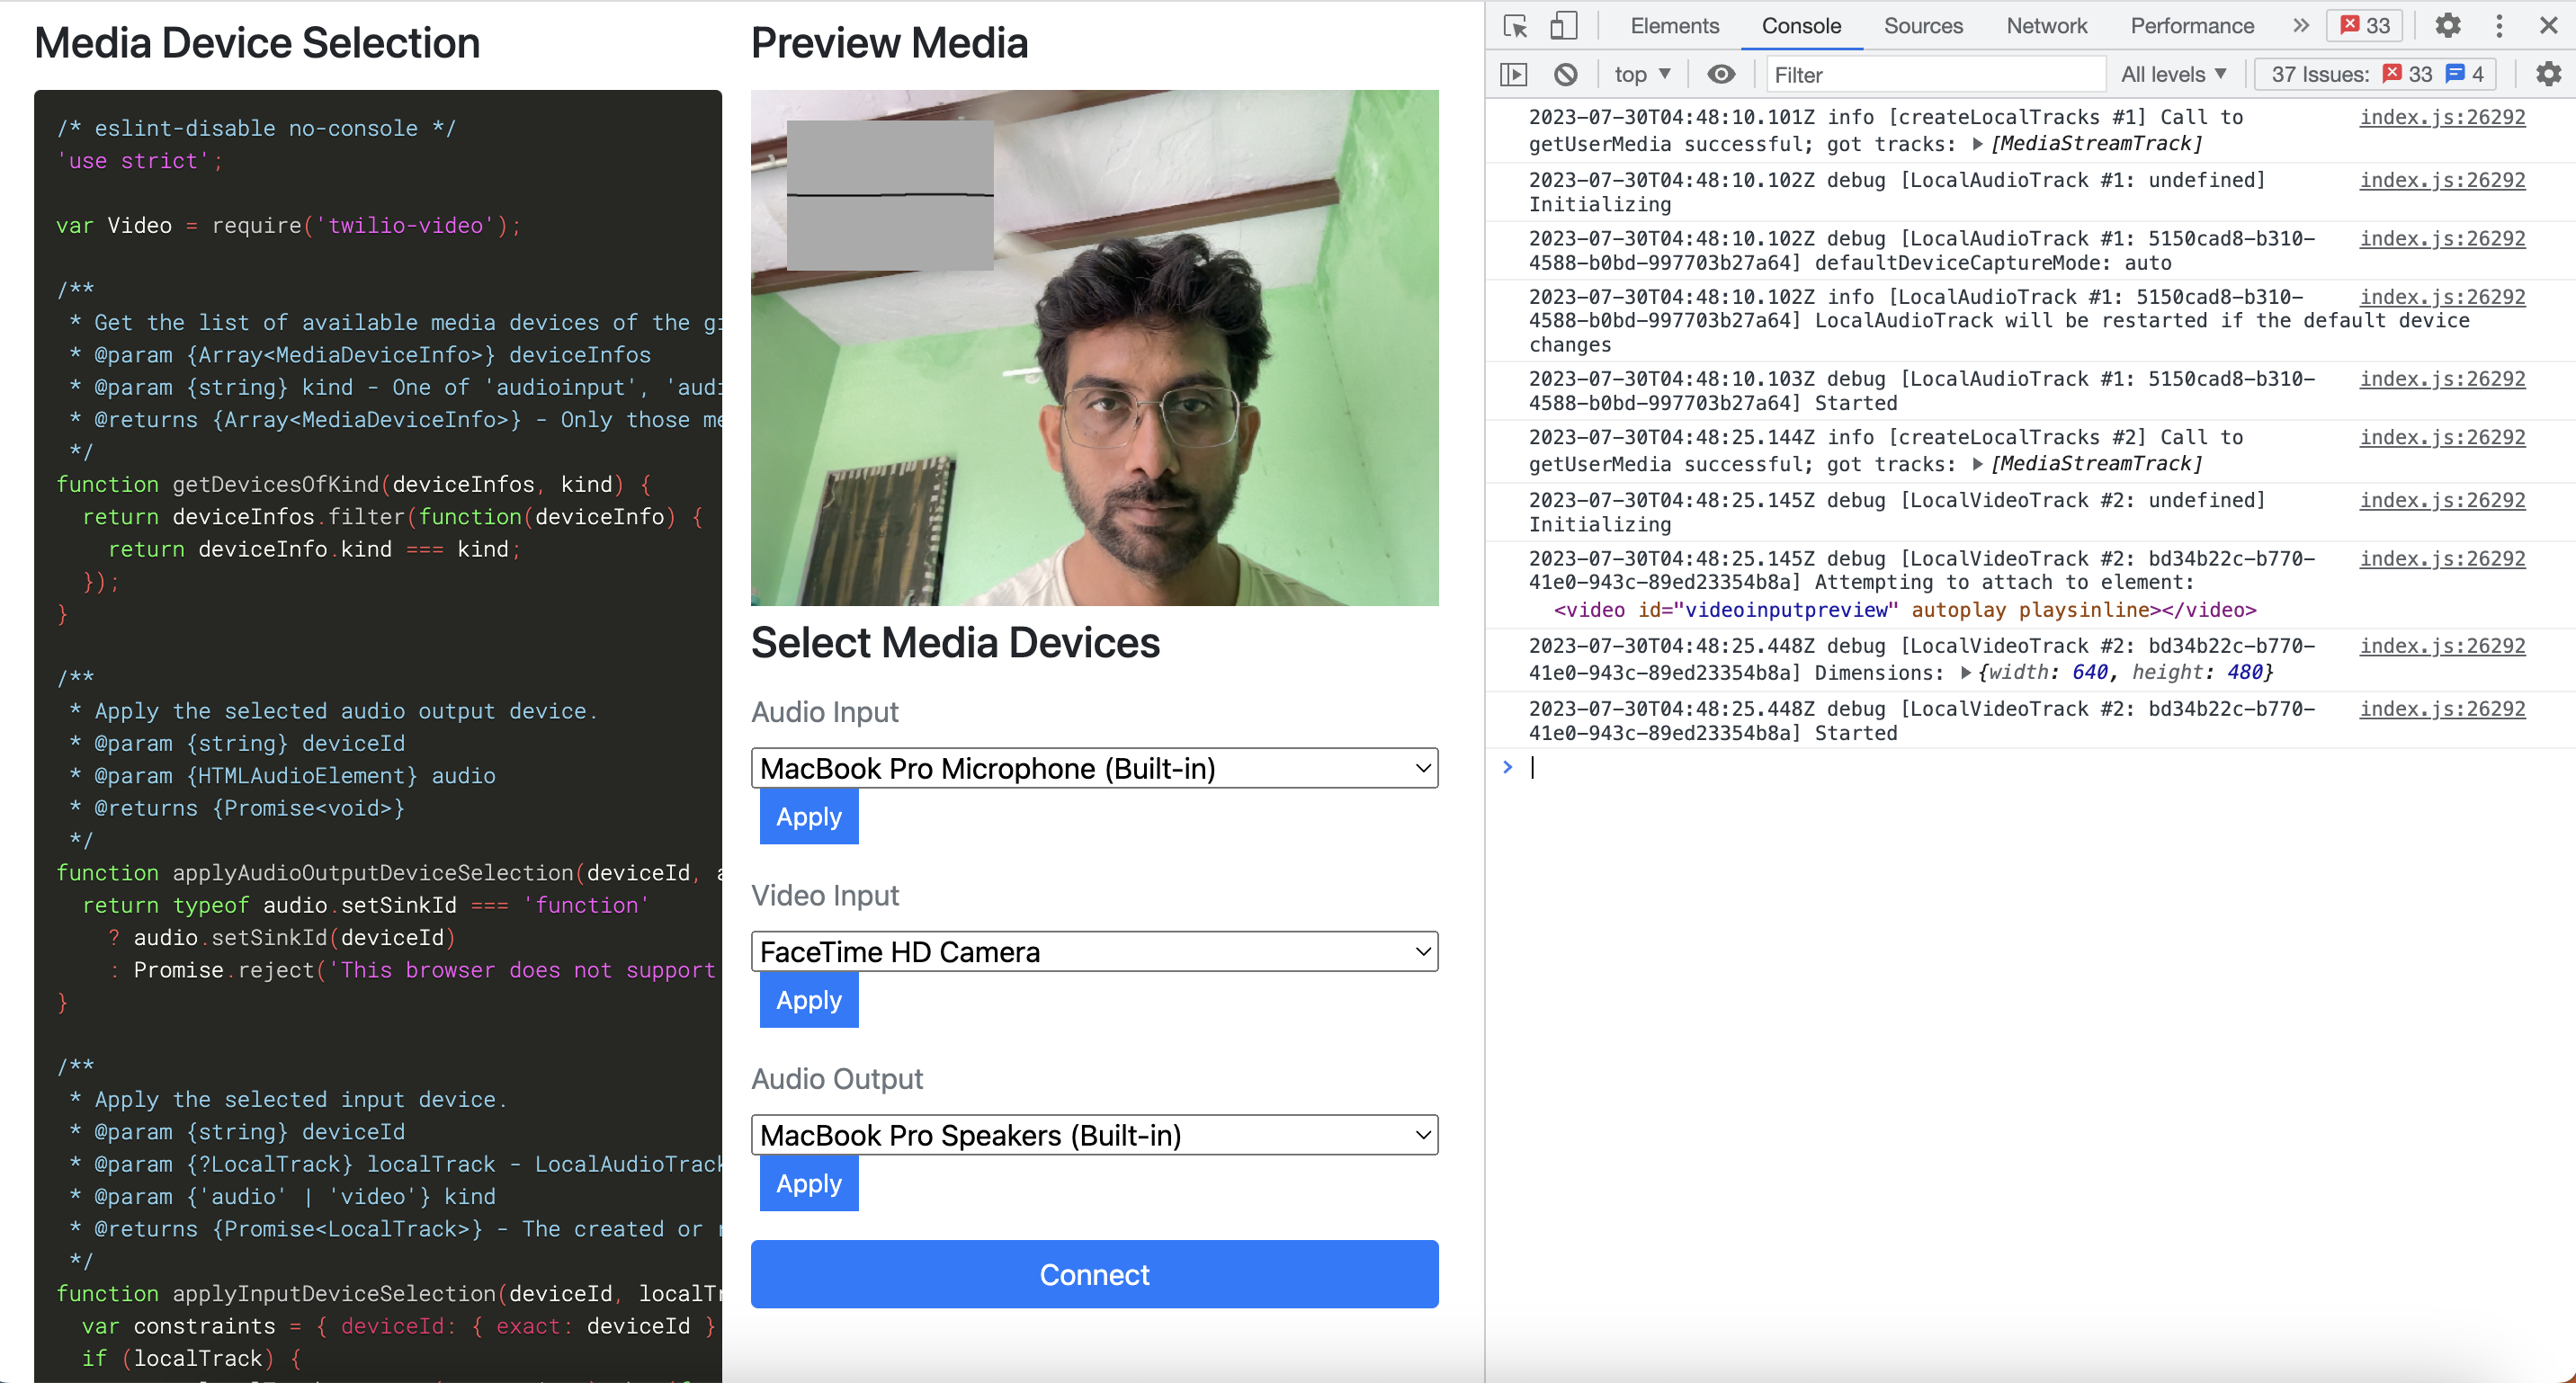 Media Device Selection
/* eslint-disable no-console */
'use strict';
var Video = require('twilio-video');
/**
 * Get the list of available media devices of the
 * @param {Array<MediaDeviceInfo>} deviceInfos
 * @param {string} kind - One of 'audioinput',
 * @returns {Array<MediaDeviceInfo>} - Only those
 */
function getDevicesOfKind(deviceInfos, kind) {
  return deviceInfos.filter(function(deviceInfo) {
    return deviceInfo.kind === kind;
  });
}
/**
 * Apply the selected audio output device.
 * @param {string} deviceId
 * @param {HTMLAudioElement} audio
 * @returns {Promise<void>}
 */
function applyAudioOutputDeviceSelection(deviceId,
  return typeof audio.setSinkId === 'function'
    ? audio.setSinkId(deviceId)
    : Promise.reject('This browser does not support
}
/**
 * Apply the selected input device.
 * @param {string} deviceId
 * @param {?LocalTrack} localTrack - LocalAudioTrack
 * @param {'audio' | 'video'} kind
 * @returns {Promise<LocalTrack>} - The created or
 */
function applyInputDeviceSelection(deviceId, localTr
  var constraints = { deviceId: { exact: deviceId }
  if (localTrack) {
Preview Media
Select Media Devices
Audio Input
MacBook Pro Microphone (Built-in)
Apply
Video Input
FaceTime HD Camera
Apply
Audio Output
MacBook Pro Speakers (Built-in)
Apply
Connect
Elements Console Sources Network Performance » 33
top ▼ Filter All levels ▼ 37 Issues: 33 4
2023-07-30T04:48:10.101Z info [createLocalTracks #1] Call to index.js:26292
getUserMedia successful; got tracks: ▶ [MediaStreamTrack]
2023-07-30T04:48:10.102Z debug [LocalAudioTrack #1: undefined] index.js:26292
Initializing
2023-07-30T04:48:10.102Z debug [LocalAudioTrack #1: 5150cad8-b310- index.js:26292
4588-b0bd-997703b27a64] defaultDeviceCaptureMode: auto
2023-07-30T04:48:10.102Z info [LocalAudioTrack #1: 5150cad8-b310- index.js:26292
4588-b0bd-997703b27a64] LocalAudioTrack will be restarted if the default device
changes
2023-07-30T04:48:10.103Z debug [LocalAudioTrack #1: 5150cad8-b310- index.js:26292
4588-b0bd-997703b27a64] Started
2023-07-30T04:48:25.144Z info [createLocalTracks #2] Call to index.js:26292
getUserMedia successful; got tracks: ▶ [MediaStreamTrack]
2023-07-30T04:48:25.145Z debug [LocalVideoTrack #2: undefined] index.js:26292
Initializing
2023-07-30T04:48:25.145Z debug [LocalVideoTrack #2: bd34b22c-b770- index.js:26292
41e0-943c-89ed23354b8a] Attempting to attach to element:
<video id="videoinputpreview" autoplay playsinline></video>
2023-07-30T04:48:25.448Z debug [LocalVideoTrack #2: bd34b22c-b770- index.js:26292
41e0-943c-89ed23354b8a] Dimensions: ▶ {width: 640, height: 480}
2023-07-30T04:48:25.448Z debug [LocalVideoTrack #2: bd34b22c-b770- index.js:26292
41e0-943c-89ed23354b8a] Started